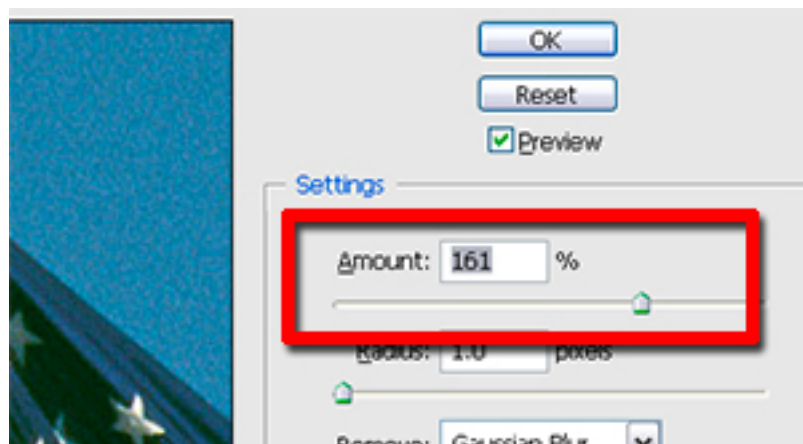 OK
Reset
Preview
Settings
Amount: 161 %
Radius: 1.0 pixels
Remove: Gaussian Blur